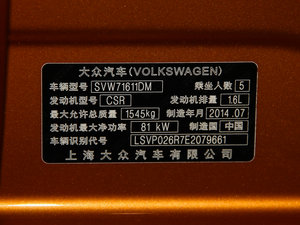 大众汽车(VOLKSWAGEN)
车辆型号 SVW71611DM 乘坐人数 5
发动机型号 CSR 发动机排量 1.6L
最大允许总质量 1545kg 制造年月 2014.07
发动机最大净功率 81 kW 制造国 中国
车辆识别代号 LSVP026R7E2079661
上海大众汽车有限公司